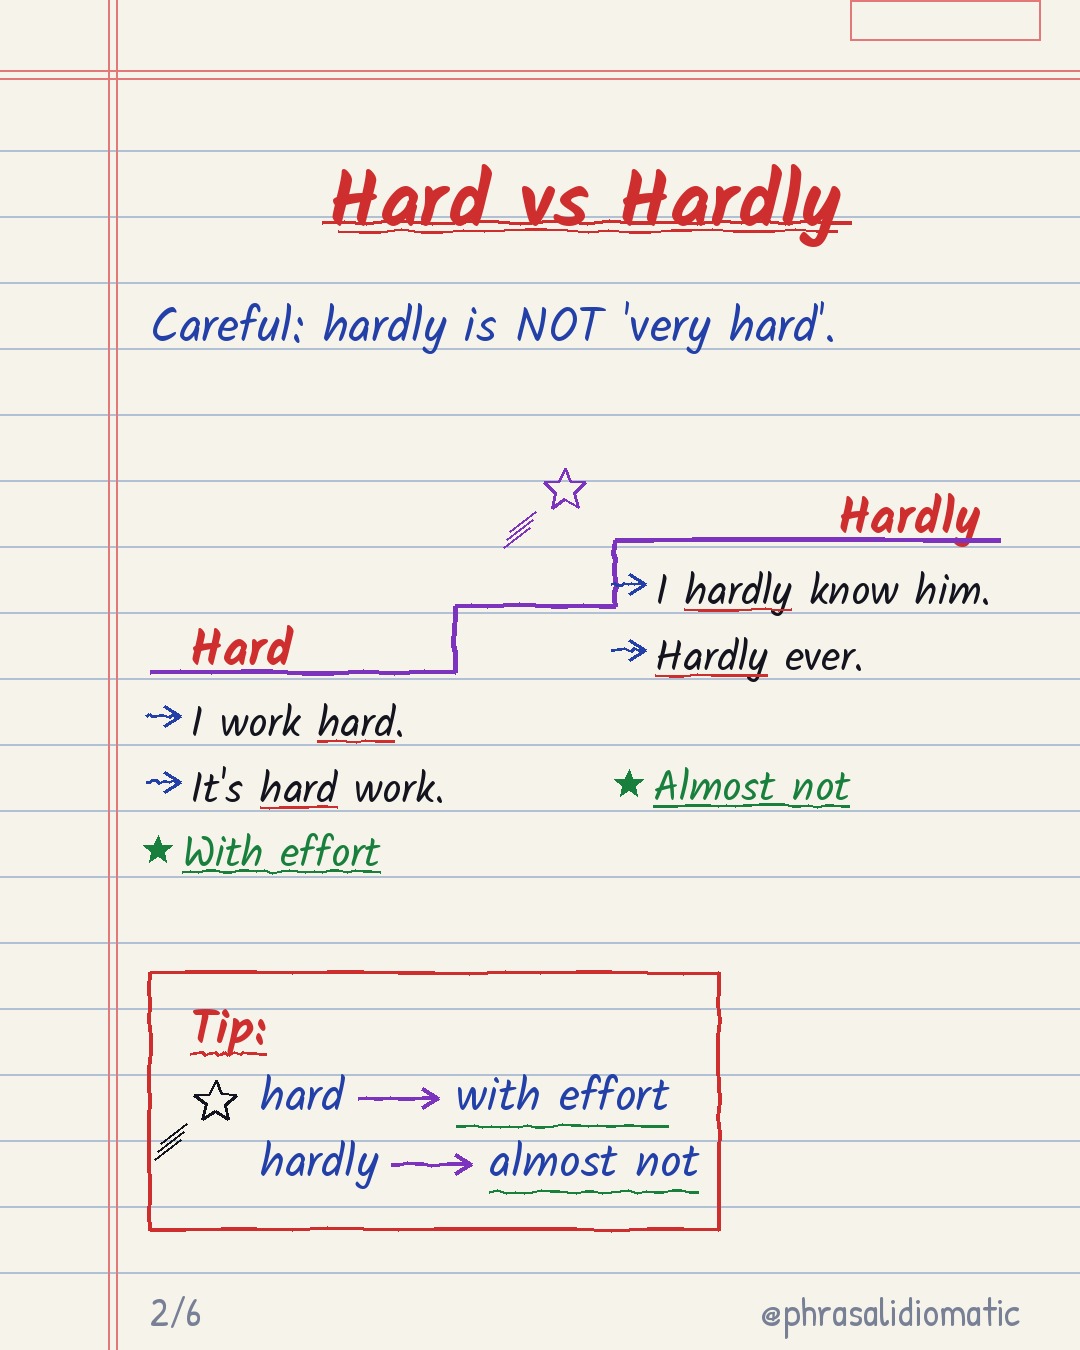 Hard vs Hardly
Careful: hardly is NOT 'very hard'.
Hard
I work hard.
It's hard work.
With effort
Hardly
I hardly know him.
Hardly ever.
Almost not
Tip:
hard → with effort
hardly → almost not
2/6
@phrasalidiomatic